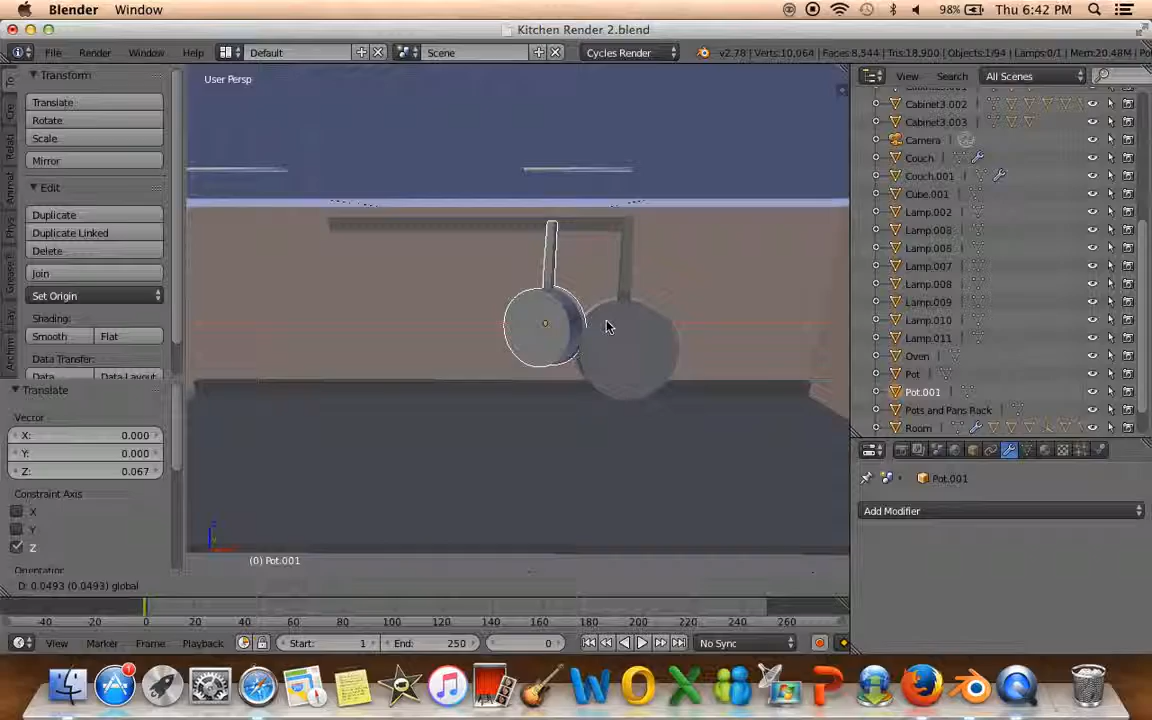 Blender Window 98% Thu 6:42 PM
Kitchen Render 2.blend
File Render Window Help Default Scene Cycles Render v2.78 | Verts:10,064 | Faces:8,544 | Tris:18,900 | Objects:1/94 | Lamps:0/1 | Mem:20.48M
Transform
Translate
Rotate
Scale
Mirror
Edit
Duplicate
Duplicate Linked
Delete
Join
Set Origin
Shading:
Smooth Flat
Data Transfer:
Data Data Layout
Translate
Vector
X: 0.000
Y: 0.000
Z: 0.067
Constraint Axis
X
Y
Z
Orientation
User Persp
(0) Pot.001
D: 0.0493 (0.0493) global
View Search All Scenes
Cabinet3.002
Cabinet3.003
Camera
Couch
Couch.001
Cube.001
Lamp.002
Lamp.007
Lamp.008
Lamp.009
Lamp.010
Lamp.011
Oven
Pot
Pot.001
Pots and Pans Rack
Room
Pot.001
Add Modifier
-40 -20 0 20 40 60 80 100 120 140 160 180 200 220 240 260
View Marker Frame Playback Start: 1 End: 250 0 No Sync